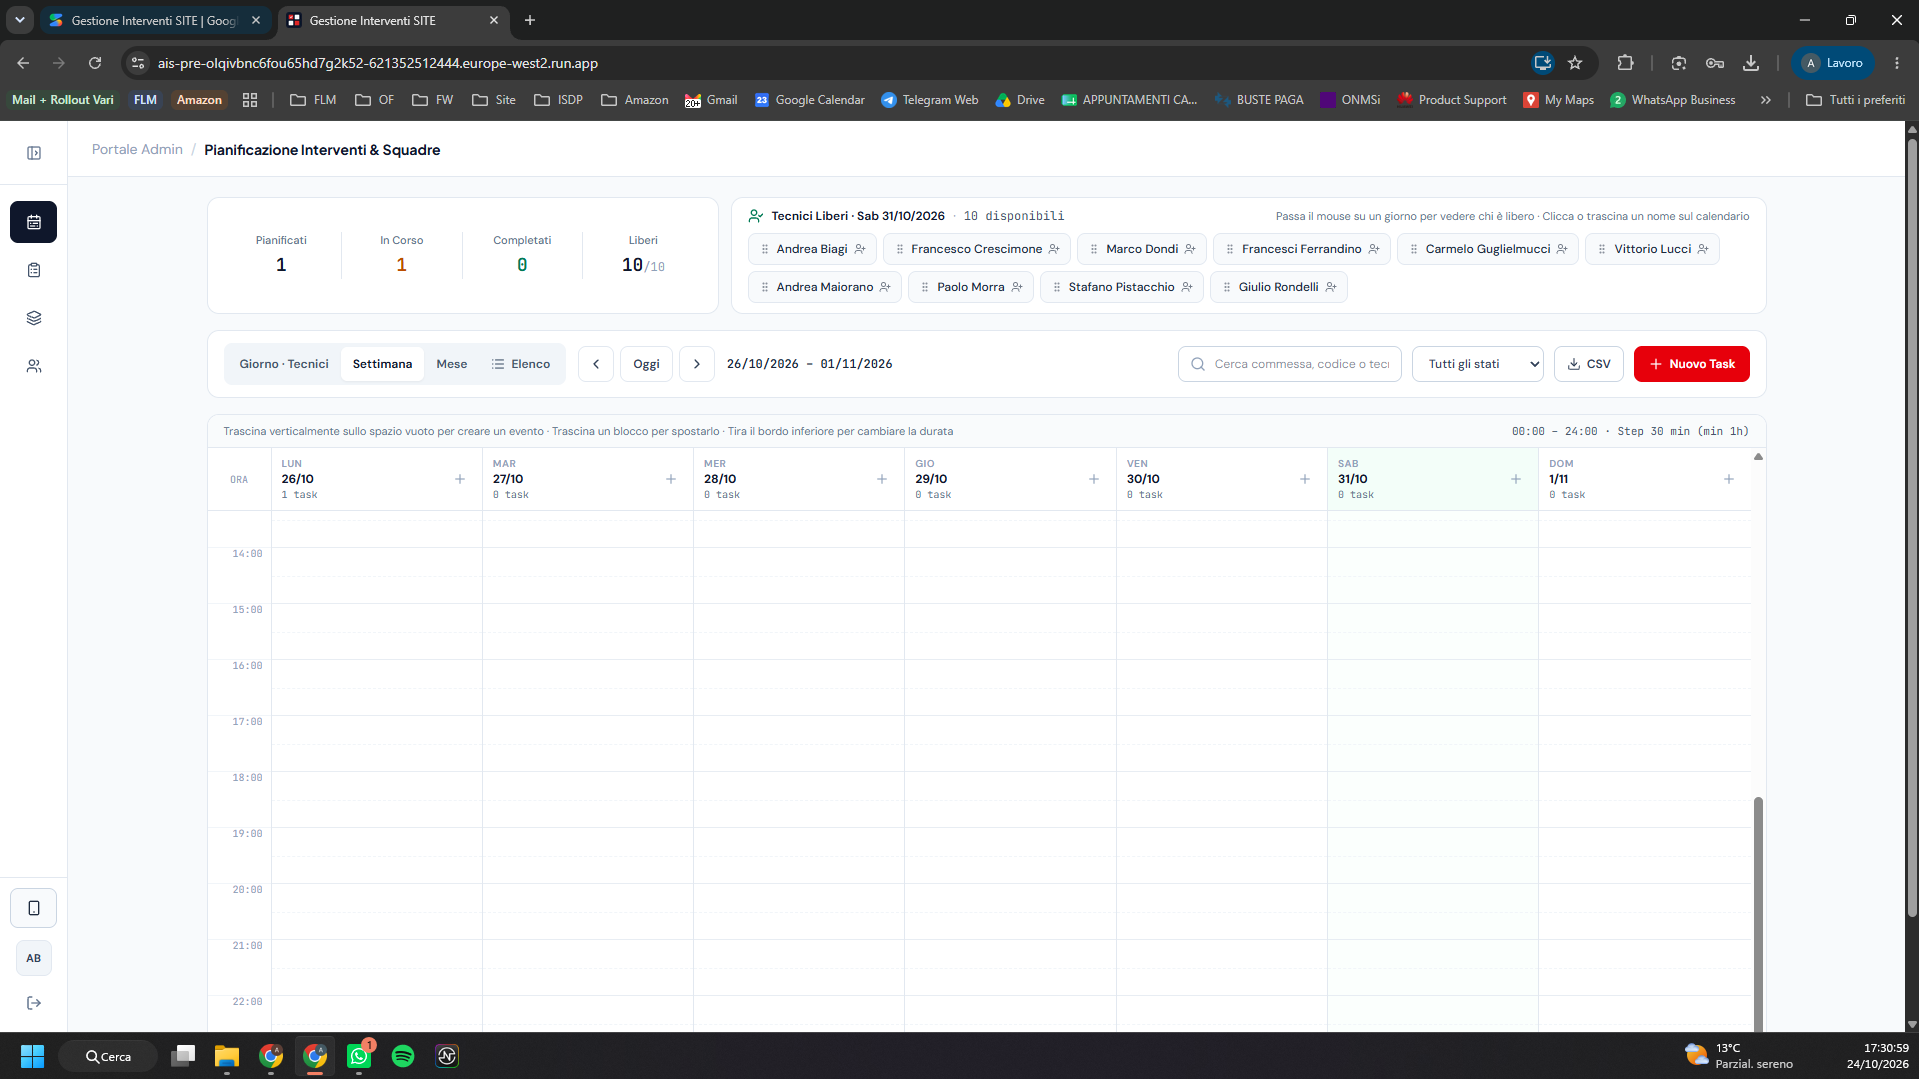 Gestione Interventi SITE | Goog
Gestione Interventi SITE
ais-pre-olqivbnc6fou65hd7g2k52-621352512444.europe-west2.run.app
A Lavoro
Mail + Rollout Vari FLM Amazon FLM OF FW Site ISDP Amazon 20+ Gmail 23 Google Calendar Telegram Web Drive APPUNTAMENTI CA... BUSTE PAGA ONMSi Product Support My Maps 2 WhatsApp Business Tutti i preferiti
Portale Admin / Pianificazione Interventi & Squadre
Pianificati In Corso Completati Liberi
1 1 0 10/10
Tecnici Liberi · Sab 31/10/2026 · 10 disponibili
Passa il mouse su un giorno per vedere chi è libero · Clicca o trascina un nome sul calendario
Andrea Biagi Francesco Crescimone Marco Dondi Francesci Ferrandino Carmelo Guglielmucci Vittorio Lucci
Andrea Maiorano Paolo Morra Stefano Pistacchio Giulio Rondelli
Giorno · Tecnici Settimana Mese Elenco Oggi 26/10/2026 – 01/11/2026
Cerca commessa, codice o tecn Tutti gli stati CSV + Nuovo Task
Trascina verticalmente sullo spazio vuoto per creare un evento · Trascina un blocco per spostarlo · Tira il bordo inferiore per cambiare la durata
00:00 – 24:00 · Step 30 min (min 1h)
ORA
LUN MAR MER GIO VEN SAB DOM
26/10 27/10 28/10 29/10 30/10 31/10 1/11
1 task 0 task 0 task 0 task 0 task 0 task 0 task
14:00
15:00
16:00
17:00
18:00
19:00
20:00
21:00
22:00
AB
Cerca
1
13°C
Parzial. sereno
17:30:59
24/10/2026